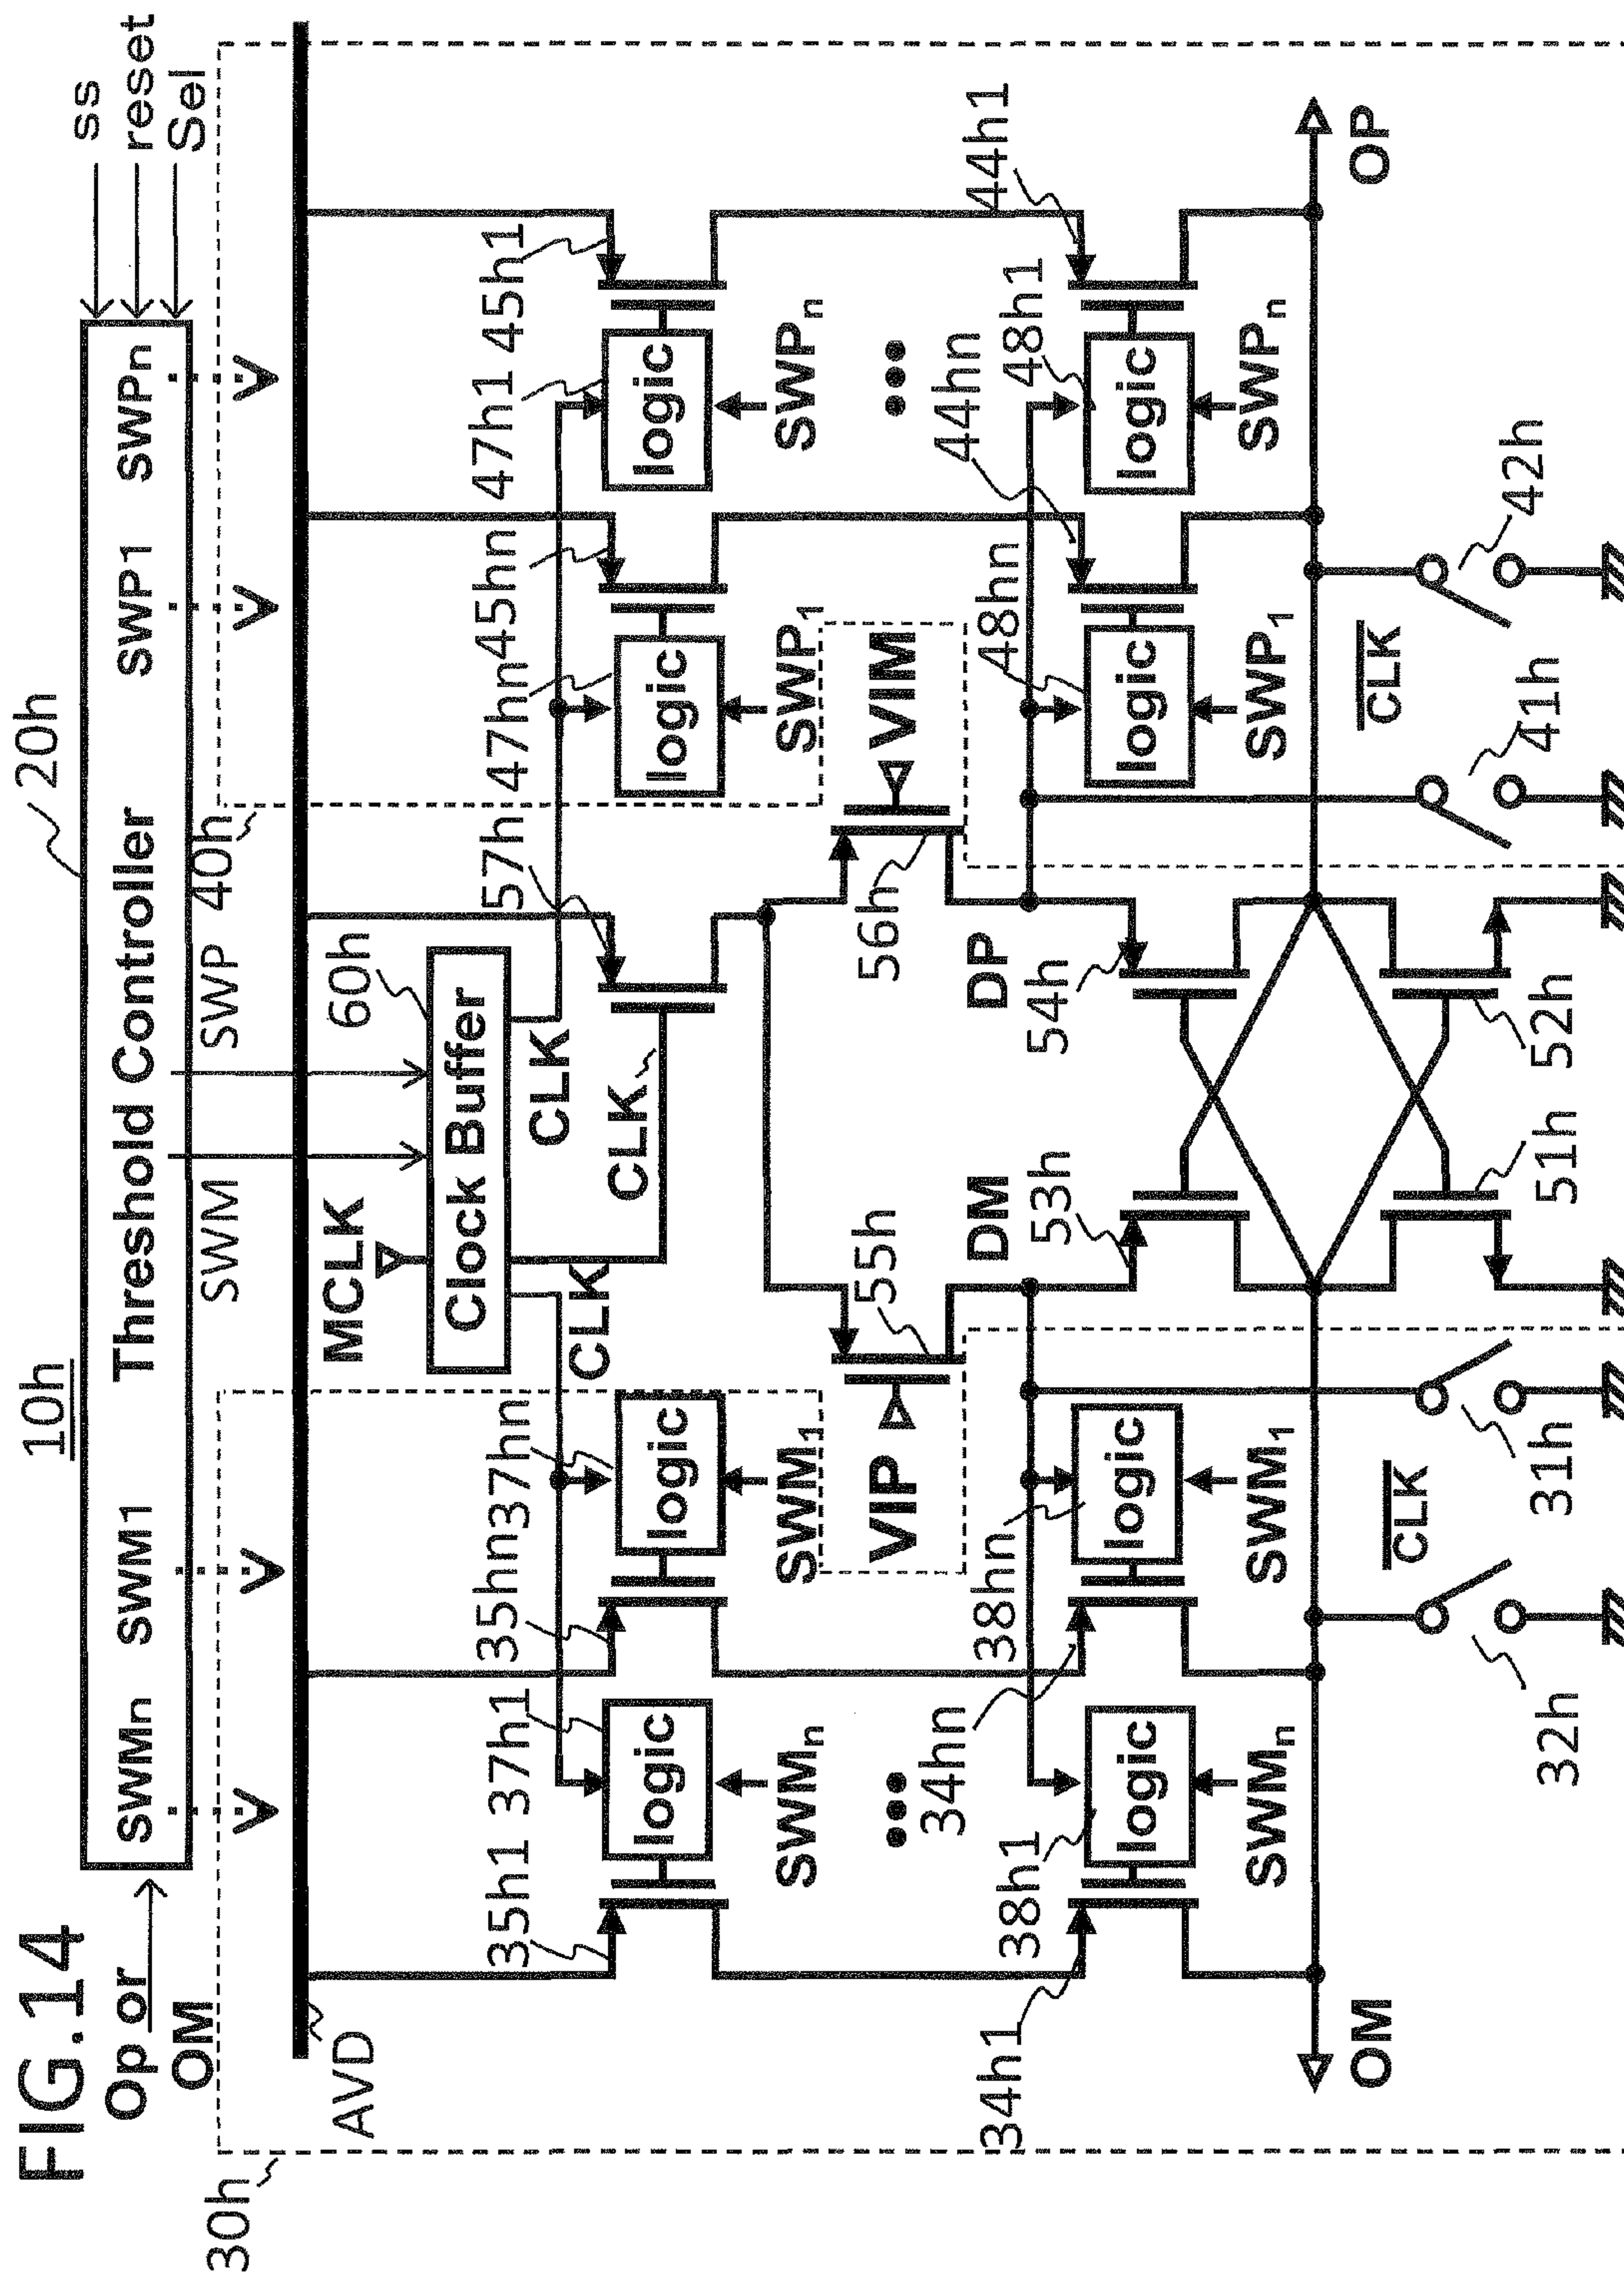 FIG.14
10h
20h
Op or
OM
SWMn
SWM1
Threshold Controller
SWP1
SWPn
ss
reset
Sel
30h
SWM
SWP
40h
AVD
MCLK
60h
Clock Buffer
CLK
CLK
CLK
57h
35h1
37h1
35hn
37hn
47hn
45hn
47h1
45h1
logic
logic
logic
logic
SWMn
SWM1
SWP1
SWPn
VIP
55h
56h
VIM
DM
DP
34h1
38h1
34hn
38hn
53h
54h
48hn
44hn
48h1
44h1
logic
logic
logic
logic
SWMn
SWM1
SWP1
SWPn
OM
OP
CLK
CLK
32h
31h
51h
52h
41h
42h